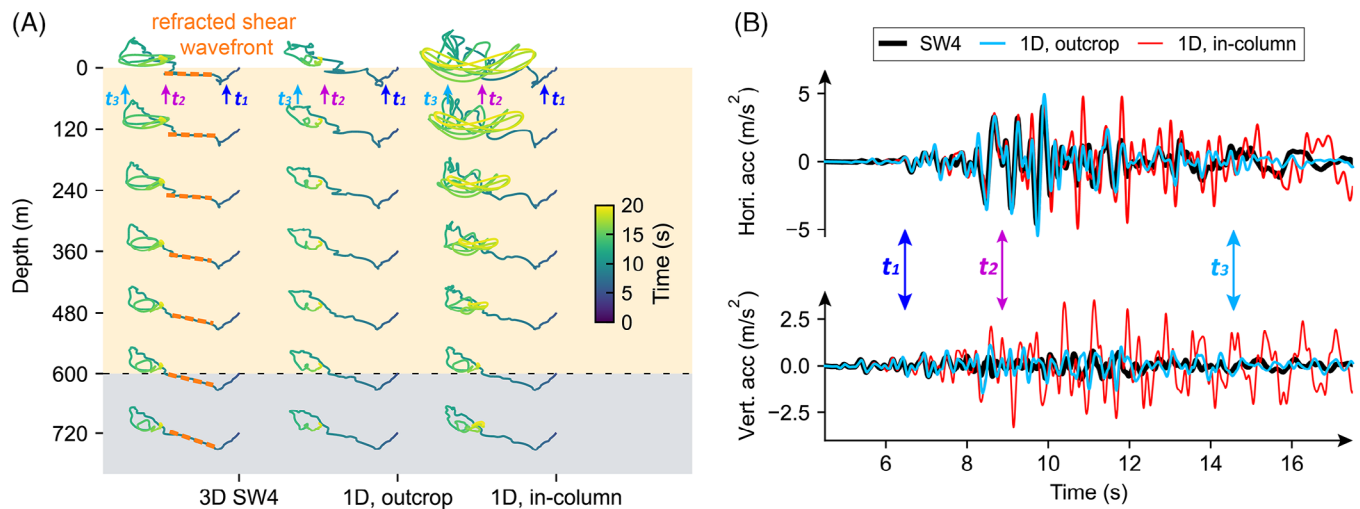 (A)
refracted shear
wavefront
0
120
240
360
480
600
720
Depth (m)
t3 t2 t1
t3 t2 t1
t3 t2 t1
20
15
10
5
0
Time (s)
3D SW4
1D, outcrop
1D, in-column
(B)
SW4 1D, outcrop 1D, in-column
5
0
−5
Hori. acc (m/s²)
t1 t2 t3
2.5
0.0
−2.5
Vert. acc (m/s²)
6 8 10 12 14 16
Time (s)